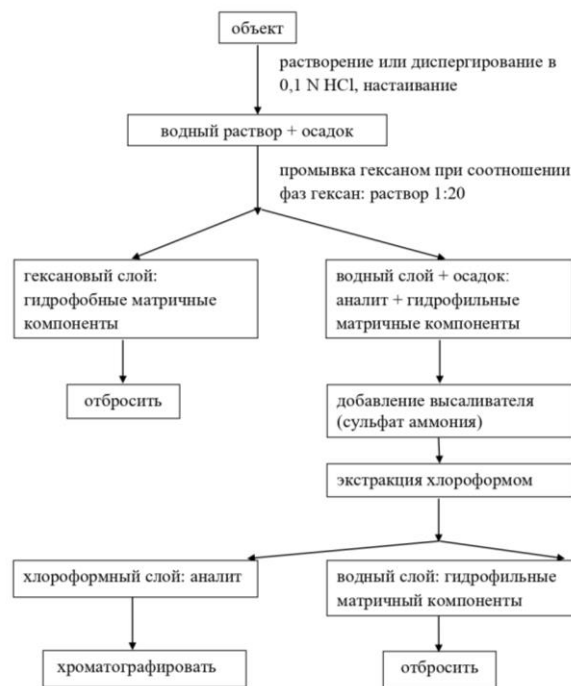 объект
растворение или диспергирование в
0,1 N HCl, настаивание
водный раствор + осадок
промывка гексаном при соотношении
фаз гексан: раствор 1:20
гексановый слой:
гидрофобные матричные
компоненты
водный слой + осадок:
аналит + гидрофильные
матричные компоненты
отбросить
добавление высаливателя
(сульфат аммония)
экстракция хлороформом
хлороформный слой: аналит
водный слой: гидрофильные
матричный компоненты
хроматографировать
отбросить